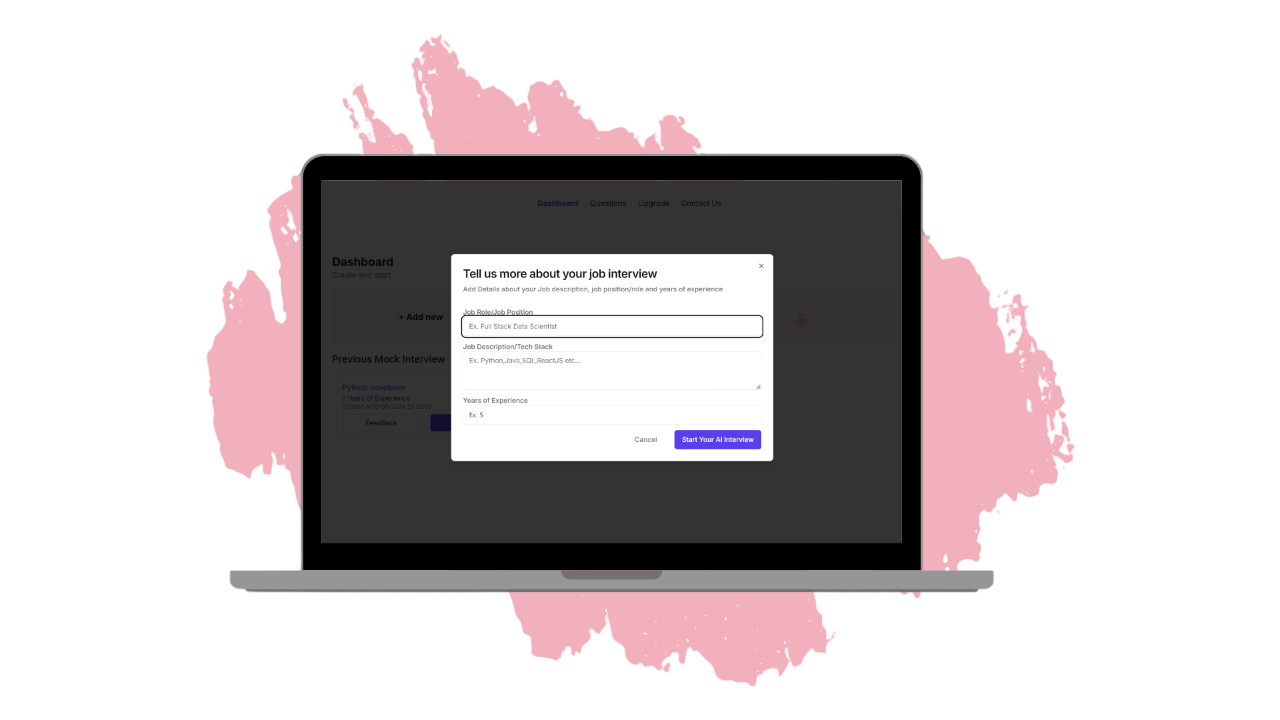 Dashboard Questions Upgrade Contact Us
Dashboard
Create and start
+ Add new
Previous Mock Interview
Python developer
1 Years of Experience
FeedBack
Tell us more about your job interview
Add Details about your Job description, job position/role and years of experience
Job Role/Job Position
Ex. Full Stack Data Scientist
Job Description/Tech Stack
Ex. Python,Java,SQL,ReactJS etc...
Years of Experience
Ex. 5
Cancel Start Your AI Interview